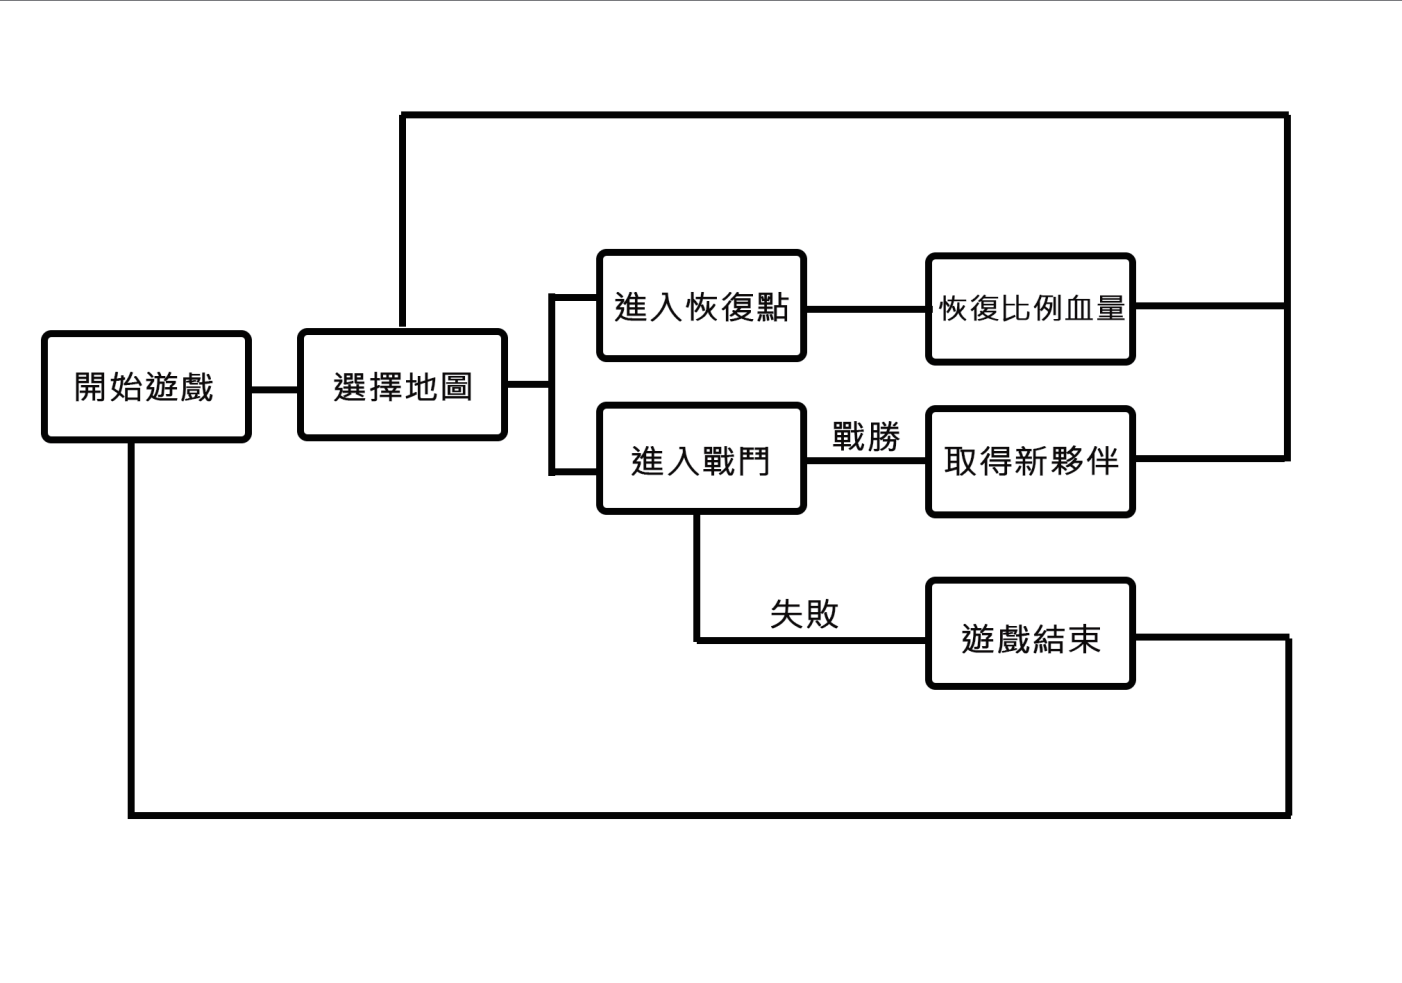 開始遊戲
選擇地圖
進入恢復點
恢復比例血量
進入戰鬥
戰勝
取得新夥伴
失敗
遊戲結束